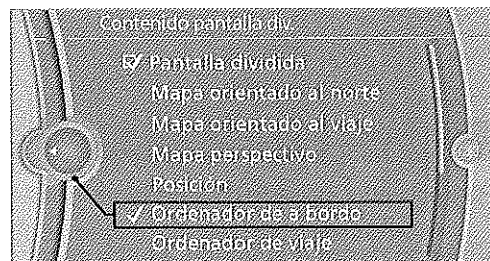 Contenido pantalla div.
Pantalla dividida
Mapa orientado al norte
Mapa orientado al viaje
Mapa perspectivo
Posición
Ordenador de a bordo
Ordenador de viaje